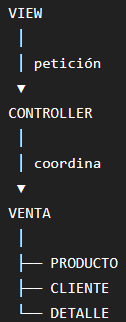 VIEW
│
│ petición
▼
CONTROLLER
│
│ coordina
▼
VENTA
│
├── PRODUCTO
├── CLIENTE
└── DETALLE